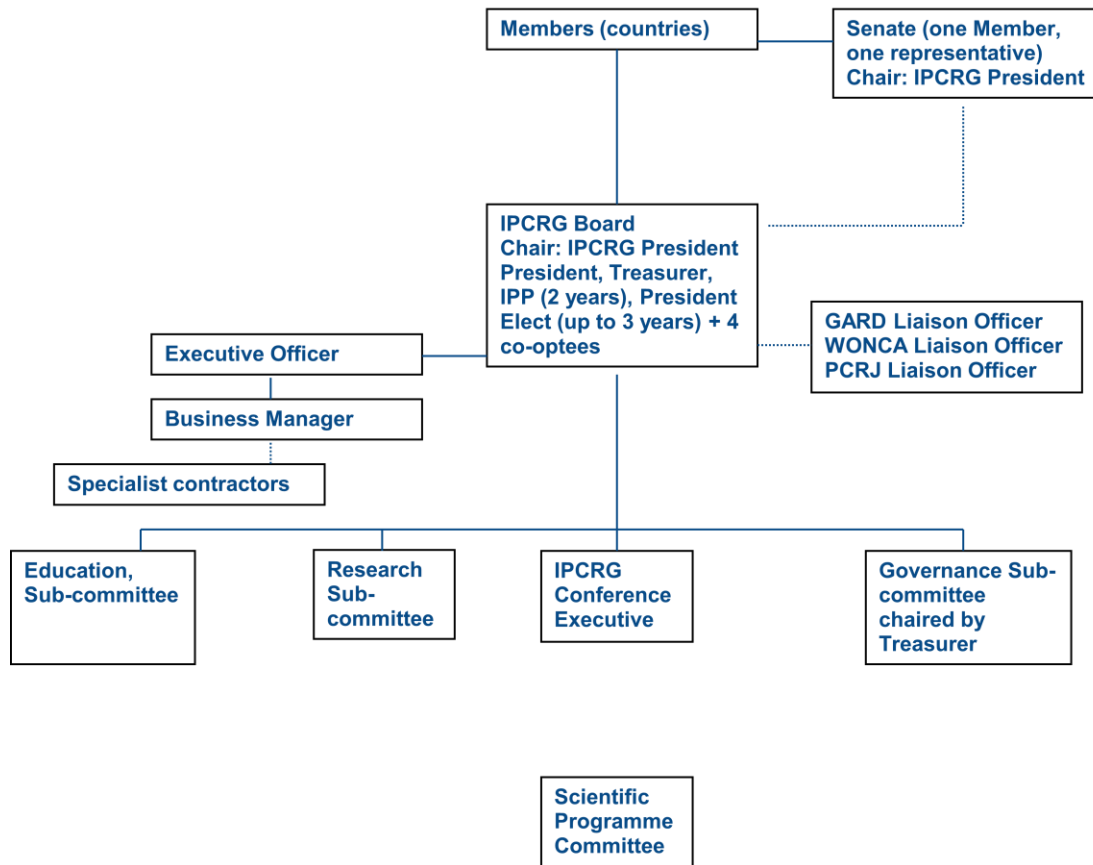 Members (countries)
Senate (one Member,
one representative)
Chair: IPCRG President
IPCRG Board
Chair: IPCRG President
President, Treasurer,
IPP (2 years), President
Elect (up to 3 years) + 4
co-optees
GARD Liaison Officer
WONCA Liaison Officer
PCRJ Liaison Officer
Executive Officer
Business Manager
Specialist contractors
Education,
Sub-committee
Research
Sub-
committee
IPCRG
Conference
Executive
Governance Sub-
committee
chaired by
Treasurer
Scientific
Programme
Committee